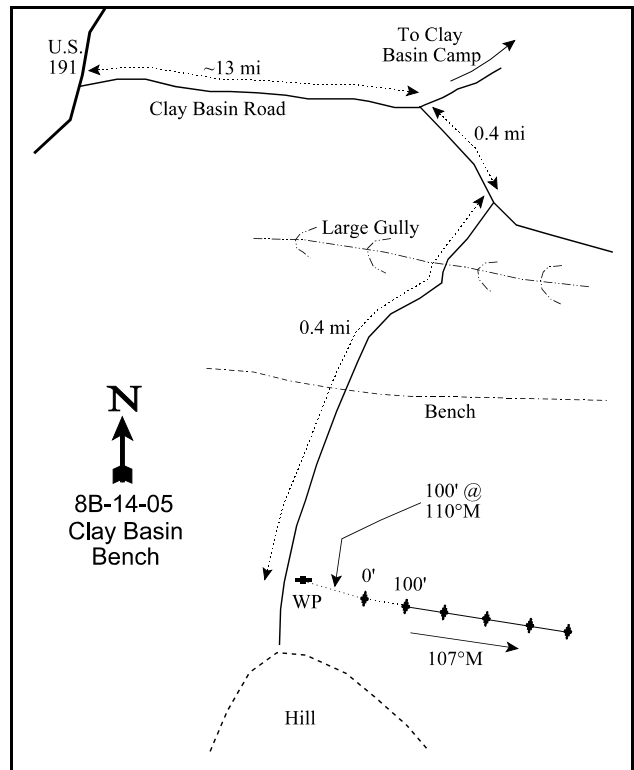 U.S.
191
~13 mi
To Clay
Basin Camp
Clay Basin Road
0.4 mi
Large Gully
0.4 mi
Bench
N
8B-14-05
Clay Basin
Bench
100' @
110°M
WP
0'
100'
107°M
Hill